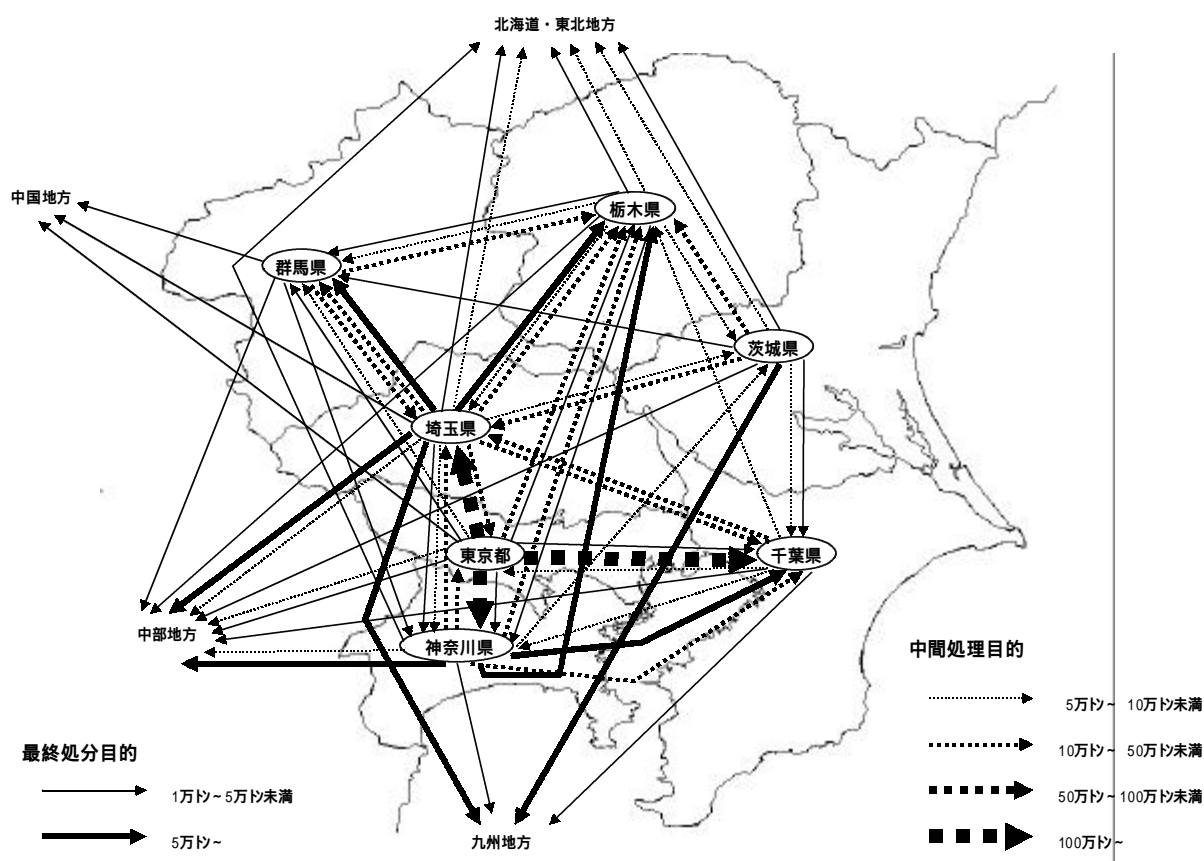 北海道・東北地方
中国地方
栃木県
群馬県
茨城県
埼玉県
東京都
千葉県
中部地方
神奈川県
九州地方
最終処分目的
1万トン~5万トン未満
5万トン~
中間処理目的
5万トン~ 10万トン未満
10万トン~ 50万トン未満
50万トン~100万トン未満
100万トン~